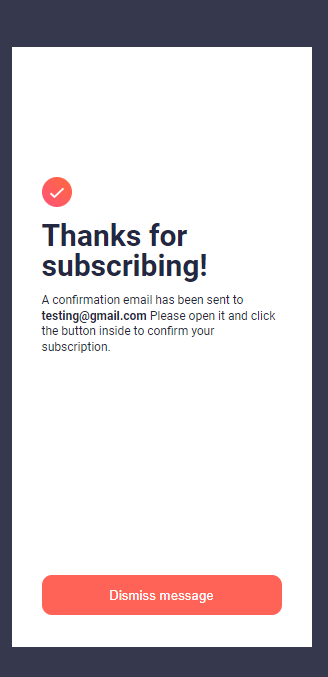 Thanks for
subscribing!
A confirmation email has been sent to
testing@gmail.com Please open it and click
the button inside to confirm your
subscription.
Dismiss message